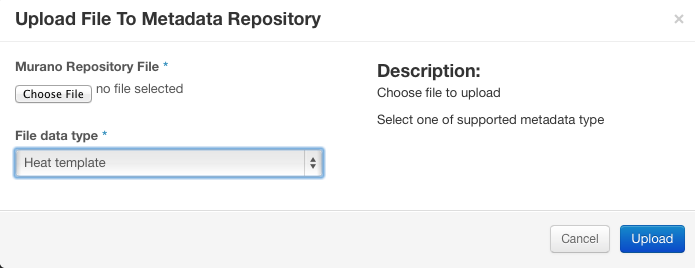 Upload File To Metadata Repository
×
Murano Repository File *
Choose File no file selected
File data type *
Heat template
Description:
Choose file to upload
Select one of supported metadata type
Cancel
Upload